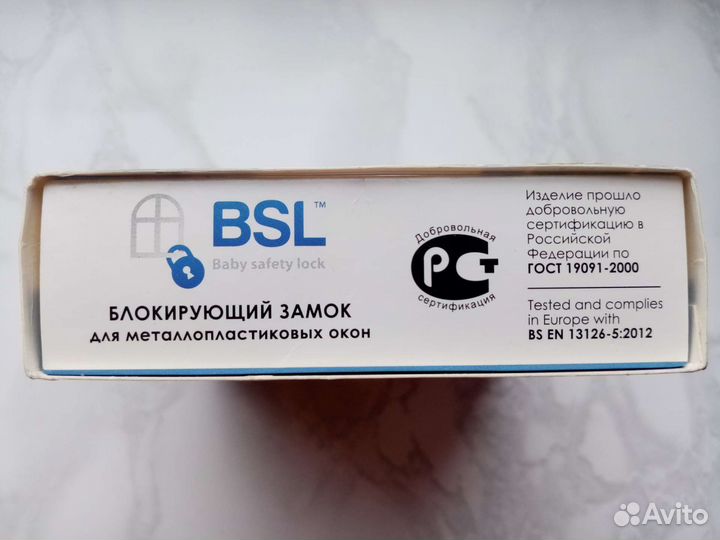 BSL™
Baby safety lock
БЛОКИРУЮЩИЙ ЗАМОК
для металлопластиковых окон
Добровольная
РСТ
сертификация
Изделие прошло
добровольную
сертификацию в
Российской
Федерации по
ГОСТ 19091-2000
Tested and complies
in Europe with
BS EN 13126-5:2012
Avito